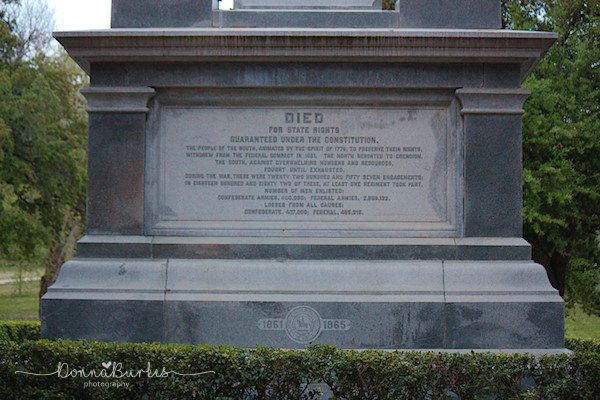 DIED
FOR STATE RIGHTS
GUARANTEED UNDER THE CONSTITUTION.
THE PEOPLE OF THE SOUTH, ANIMATED BY THE SPIRIT OF 1776, TO PRESERVE THEIR RIGHTS,
WITHDREW FROM THE FEDERAL COMPACT IN 1861. THE NORTH RESORTED TO COERCION.
THE SOUTH, AGAINST OVERWHELMING NUMBERS AND RESOURCES,
FOUGHT UNTIL EXHAUSTED.
DURING THE WAR, THERE WERE TWENTY TWO HUNDRED AND FIFTY SEVEN ENGAGEMENTS;
IN EIGHTEEN HUNDRED AND EIGHTY TWO OF THESE, AT LEAST ONE REGIMENT TOOK PART.
NUMBER OF MEN ENLISTED:
CONFEDERATE ARMIES, 600,000; FEDERAL ARMIES, 2,859,132.
LOSSES FROM ALL CAUSES:
CONFEDERATE, 437,000; FEDERAL, 485,216.
1861 1865
Donna Burkes
photography